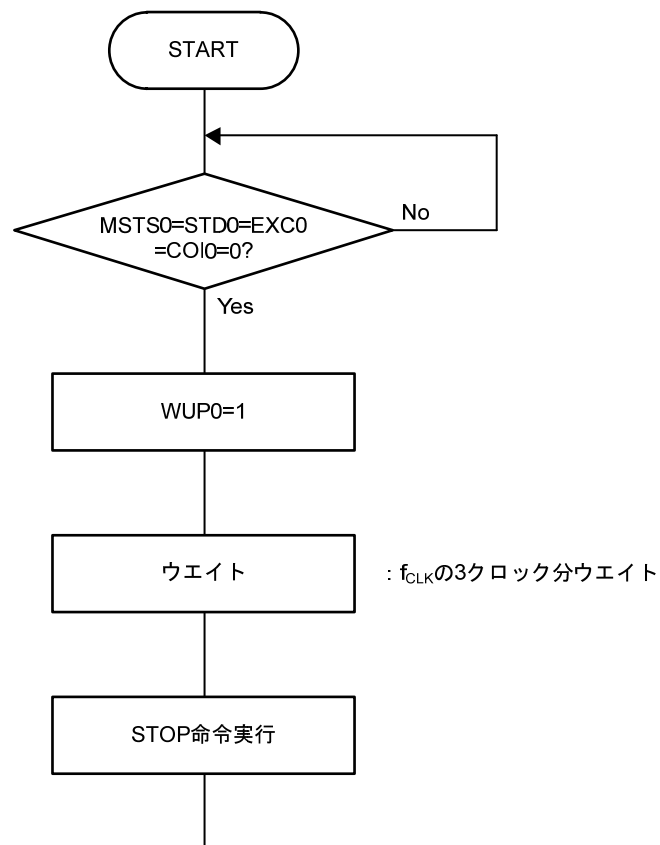 START
MSTS0=STD0=EXC0
=COI0=0?
No
Yes
WUP0=1
ウエイト
: fCLKの3クロック分ウエイト
STOP命令実行